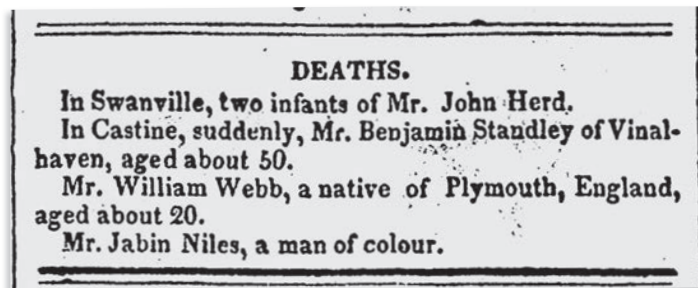 DEATHS.
In Swanville, two infants of Mr. John Herd.
In Castine, suddenly, Mr. Benjamin Standley of Vinal-
haven, aged about 50.
Mr. William Webb, a native of Plymouth, England,
aged about 20.
Mr. Jabin Niles, a man of colour.